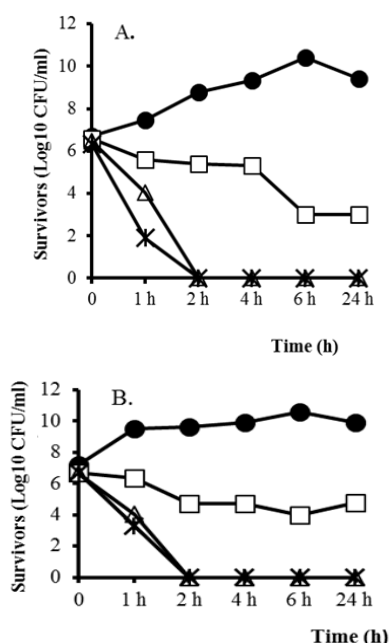 A.
Survivors (Log10 CFU/ml)
12
10
8
6
4
2
0
0 1 h 2 h 4 h 6 h 24 h
Time (h)
B.
Survivors (Log10 CFU/ml)
12
10
8
6
4
2
0
0 1 h 2 h 4 h 6 h 24 h
Time (h)